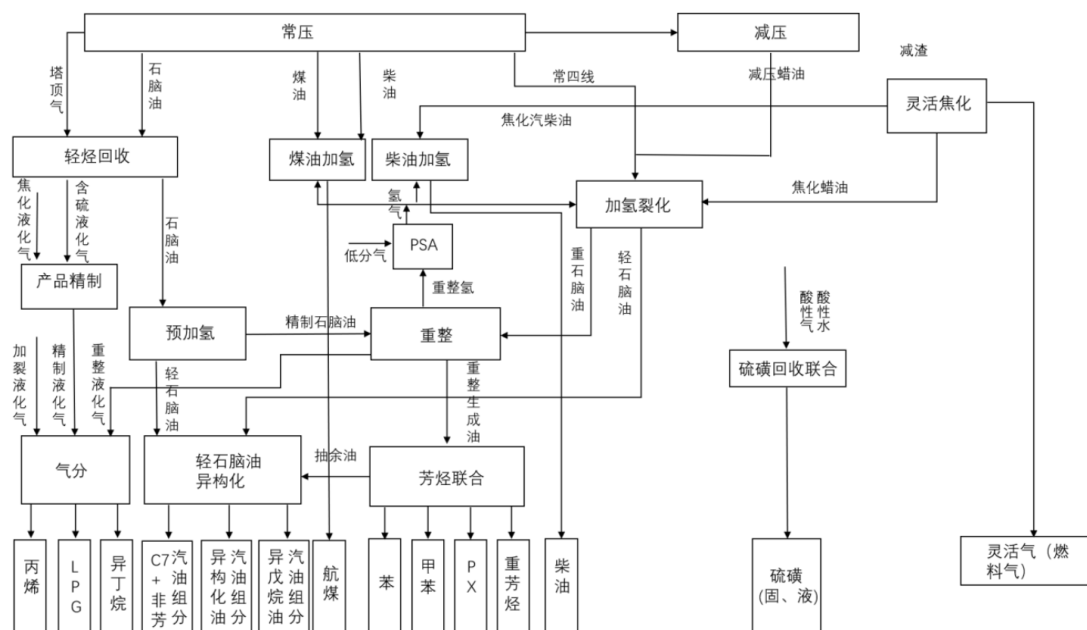 常压
减压
减渣
塔顶气
石脑油
煤油
柴油
常四线
减压蜡油
灵活焦化
焦化汽柴油
轻烃回收
煤油加氢
柴油加氢
加氢裂化
焦化蜡油
焦化液化气
含硫液化气
石脑油
氢气
PSA
低分气
重石脑油
轻石脑油
产品精制
重整氢
酸性气
酸性水
预加氢
精制石脑油
重整
硫磺回收联合
加裂液化气
精制液化气
重整液化气
轻石脑油
重整生成油
气分
轻石脑油
异构化
抽余油
芳烃联合
丙烯
LPG
异丁烷
C7+非芳
汽油组分
异构化油
汽油组分
异戊烷油
汽油组分
航煤
苯
甲苯
PX
重芳烃
柴油
硫磺
(固、液)
灵活气（燃
料气）